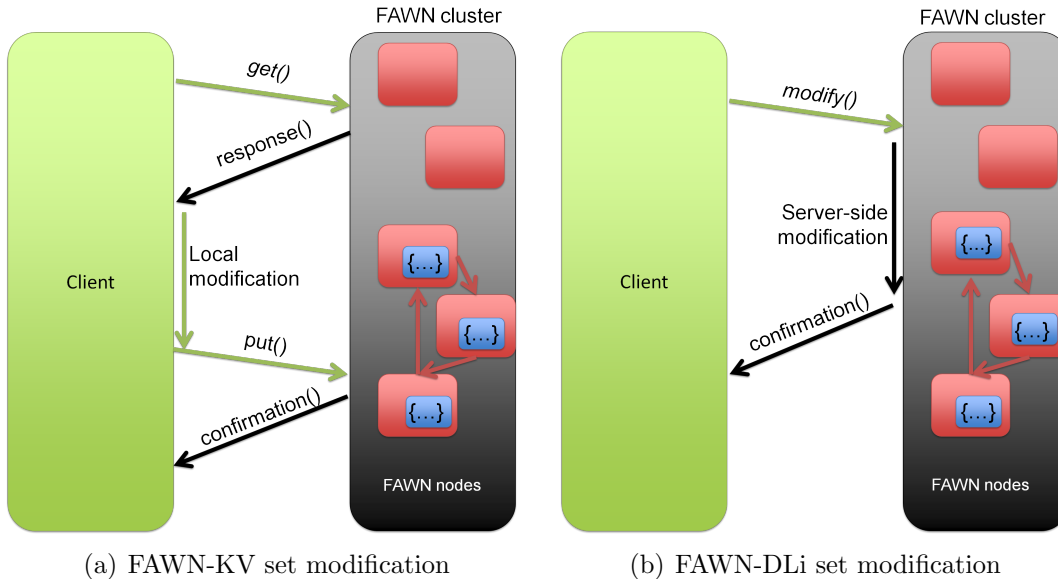 FAWN cluster
get()
response()
Local
modification
Client
put()
confirmation()
{...}
{...}
{...}
FAWN nodes
(a) FAWN-KV set modification
FAWN cluster
modify()
Server-side
modification
Client
confirmation()
{...}
{...}
{...}
FAWN nodes
(b) FAWN-DLi set modification